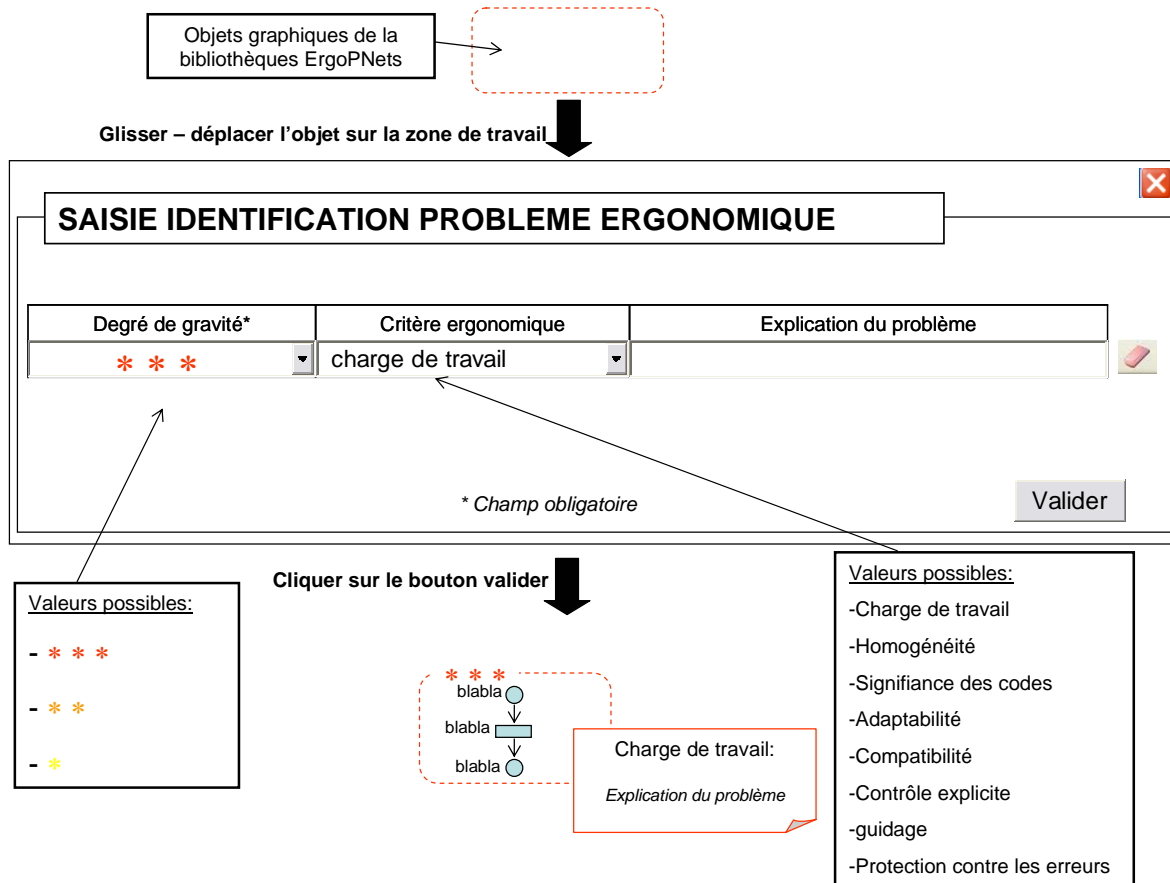 Objets graphiques de la
bibliothèques ErgoPNets
Glisser – déplacer l'objet sur la zone de travail
SAISIE IDENTIFICATION PROBLEME ERGONOMIQUE
Degré de gravité*
Critère ergonomique
Explication du problème
* * *
charge de travail
* Champ obligatoire
Valider
Cliquer sur le bouton valider
Valeurs possibles:
- * * *
- * *
- *
* * *
blabla
blabla
blabla
Charge de travail:
Explication du problème
Valeurs possibles:
-Charge de travail
-Homogénéité
-Signifiance des codes
-Adaptabilité
-Compatibilité
-Contrôle explicite
-guidage
-Protection contre les erreurs